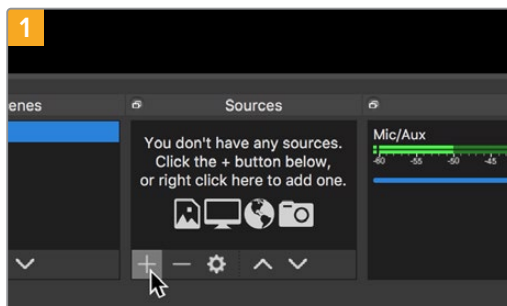 1
enes
Sources
You don't have any sources.
Click the + button below,
or right click here to add one.
Mic/Aux
-60 -55 -50 -45